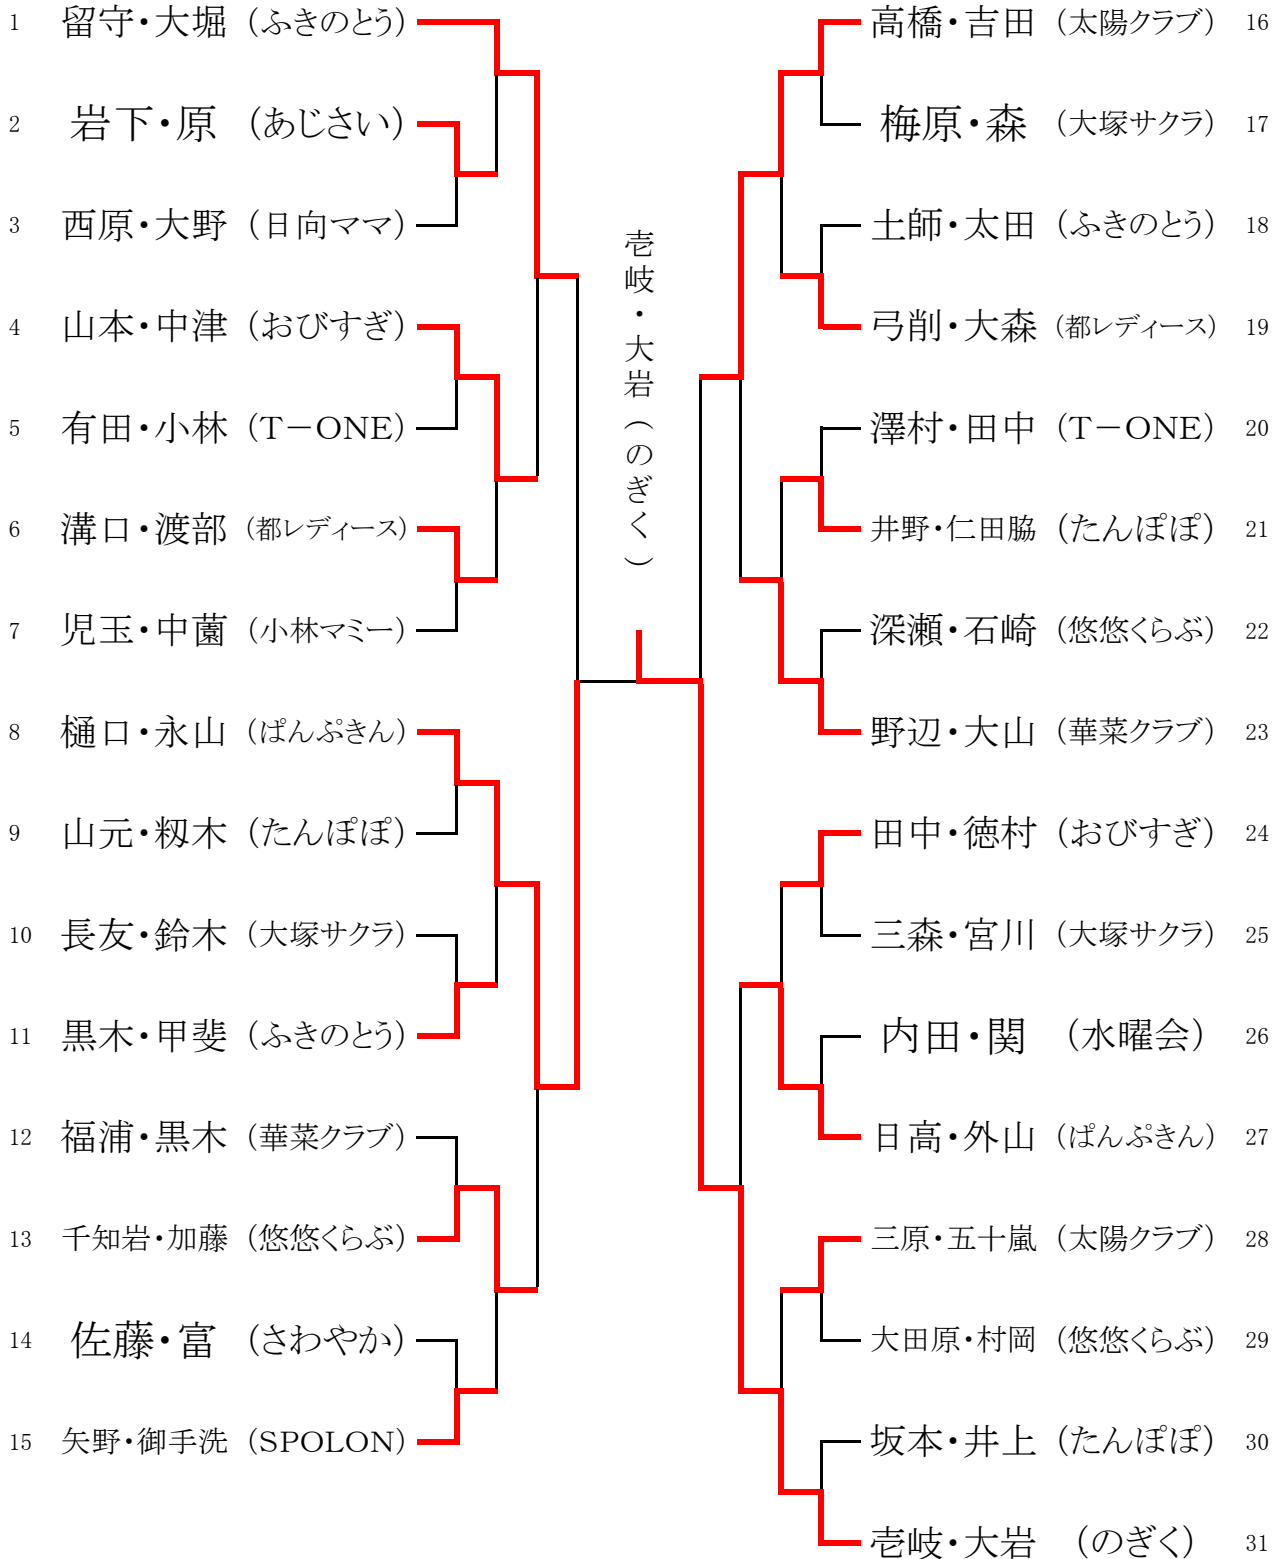 1 留守・大堀 (ふきのとう)
2 岩下・原 (あじさい)
3 西原・大野 (日向ママ)
4 山本・中津 (おびすぎ)
5 有田・小林 (T－ONE)
6 溝口・渡部 (都レディース)
7 児玉・中薗 (小林マミー)
8 樋口・永山 (ぱんぷきん)
9 山元・籾木 (たんぽぽ)
10 長友・鈴木 (大塚サクラ)
11 黒木・甲斐 (ふきのとう)
12 福浦・黒木 (華菜クラブ)
13 千知岩・加藤 (悠悠くらぶ)
14 佐藤・富 (さわやか)
15 矢野・御手洗 (SPOLON)
壱岐・大岩(のぎく)
高橋・吉田 (太陽クラブ) 16
梅原・森 (大塚サクラ) 17
土師・太田 (ふきのとう) 18
弓削・大森 (都レディース) 19
澤村・田中 (T－ONE) 20
井野・仁田脇 (たんぽぽ) 21
深瀬・石崎 (悠悠くらぶ) 22
野辺・大山 (華菜クラブ) 23
田中・徳村 (おびすぎ) 24
三森・宮川 (大塚サクラ) 25
内田・関 (水曜会) 26
日高・外山 (ぱんぷきん) 27
三原・五十嵐 (太陽クラブ) 28
大田原・村岡 (悠悠くらぶ) 29
坂本・井上 (たんぽぽ) 30
壱岐・大岩 (のぎく) 31